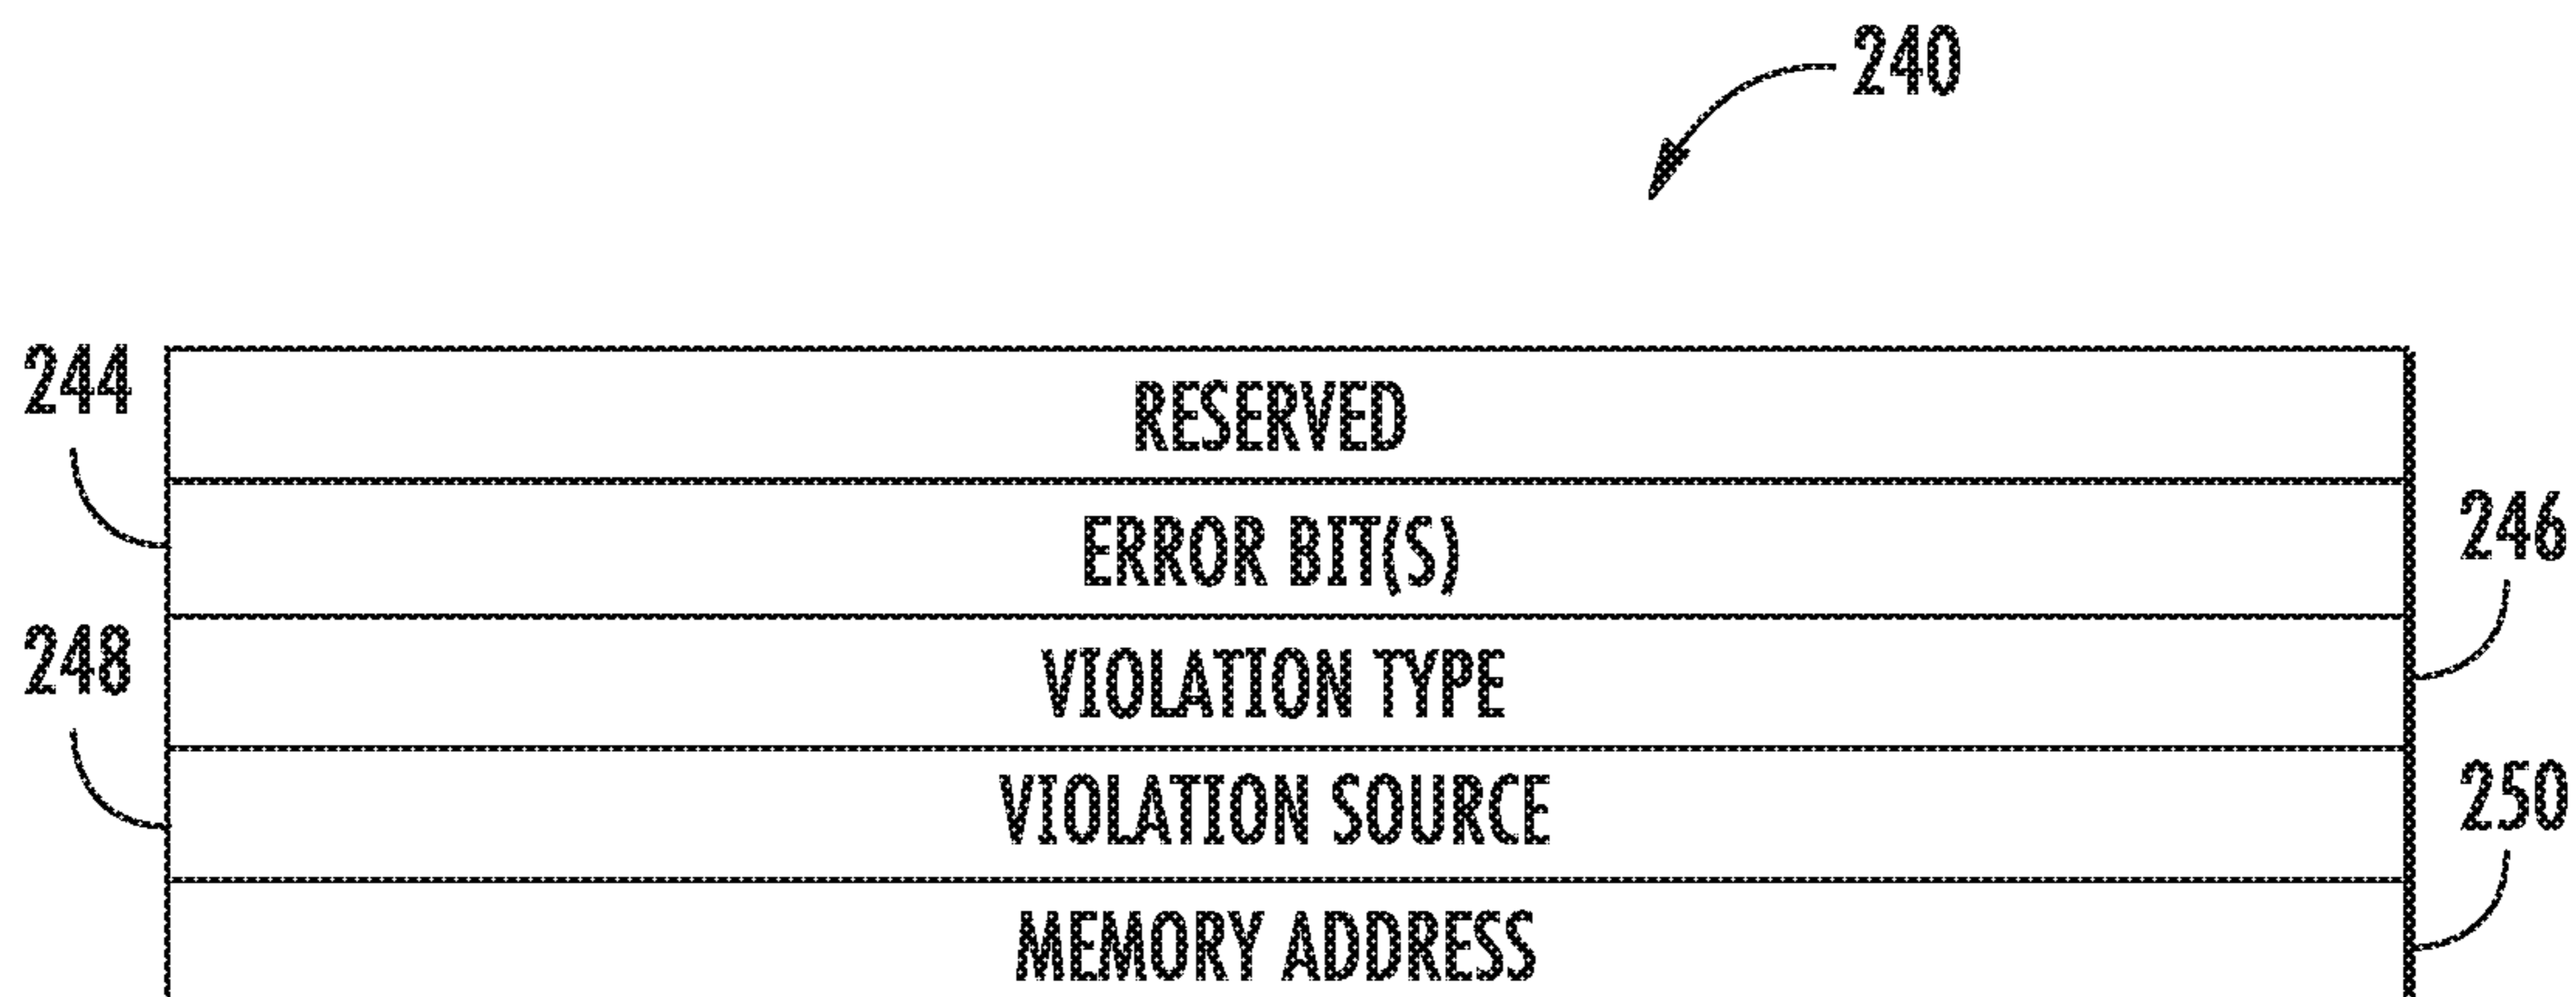 240
244
RESERVED
ERROR BIT(S)
246
248
VIOLATION TYPE
VIOLATION SOURCE
250
MEMORY ADDRESS